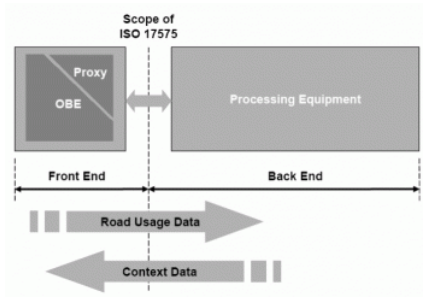 Scope of
ISO 17575
Proxy
OBE
Processing Equipment
Front End
Back End
Road Usage Data
Context Data